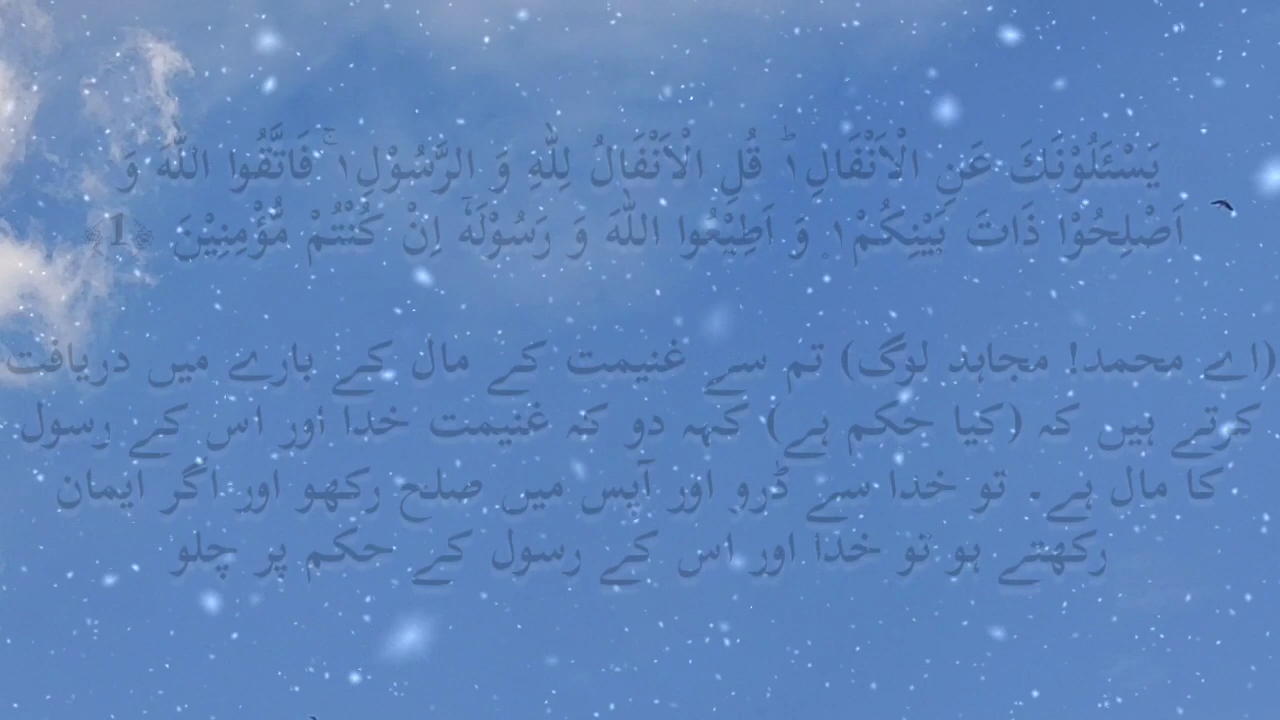 يَسْـَٔلُوْنَكَ عَنِ الْاَنْفَالِ١ؕ قُلِ الْاَنْفَالُ لِلّٰهِ وَ الرَّسُوْلِ١ۚ فَاتَّقُوا اللّٰهَ وَ
اَصْلِحُوْا ذَاتَ بَيْنِكُمْ١۪ وَ اَطِيْعُوا اللّٰهَ وَ رَسُوْلَهٗۤ اِنْ كُنْتُمْ مُّؤْمِنِيْنَ ﴿1﴾
(اے محمد! مجاہد لوگ) تم سے غنیمت کے مال کے بارے میں دریافت
کرتے ہیں کہ (کیا حکم ہے) کہہ دو کہ غنیمت خدا اور اس کے رسول
کا مال ہے۔ تو خدا سے ڈرو اور آپس میں صلح رکھو اور اگر ایمان
رکھتے ہو تو خدا اور اس کے رسول کے حکم پر چلو